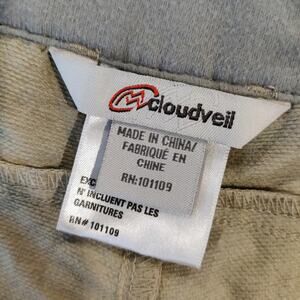 cloudveil
MADE IN CHINA/
FABRIQUÉ EN
CHINE
RN:101109
EXC
N'INCLUENT PAS LES
GARNITURES
RN# 101109